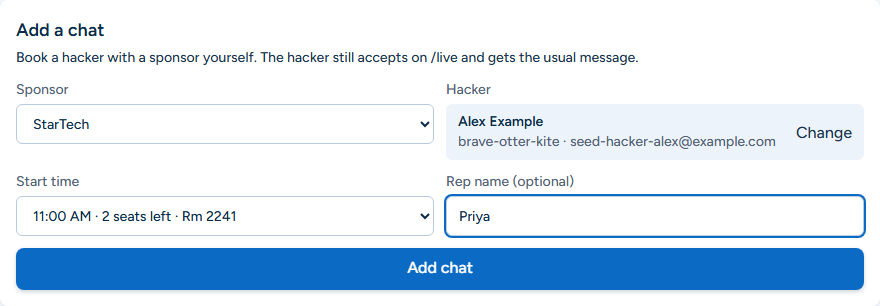 Add a chat
Book a hacker with a sponsor yourself. The hacker still accepts on /live and gets the usual message.
Sponsor
StarTech
Hacker
Alex Example
brave-otter-kite · seed-hacker-alex@example.com
Change
Start time
11:00 AM · 2 seats left · Rm 2241
Rep name (optional)
Priya
Add chat